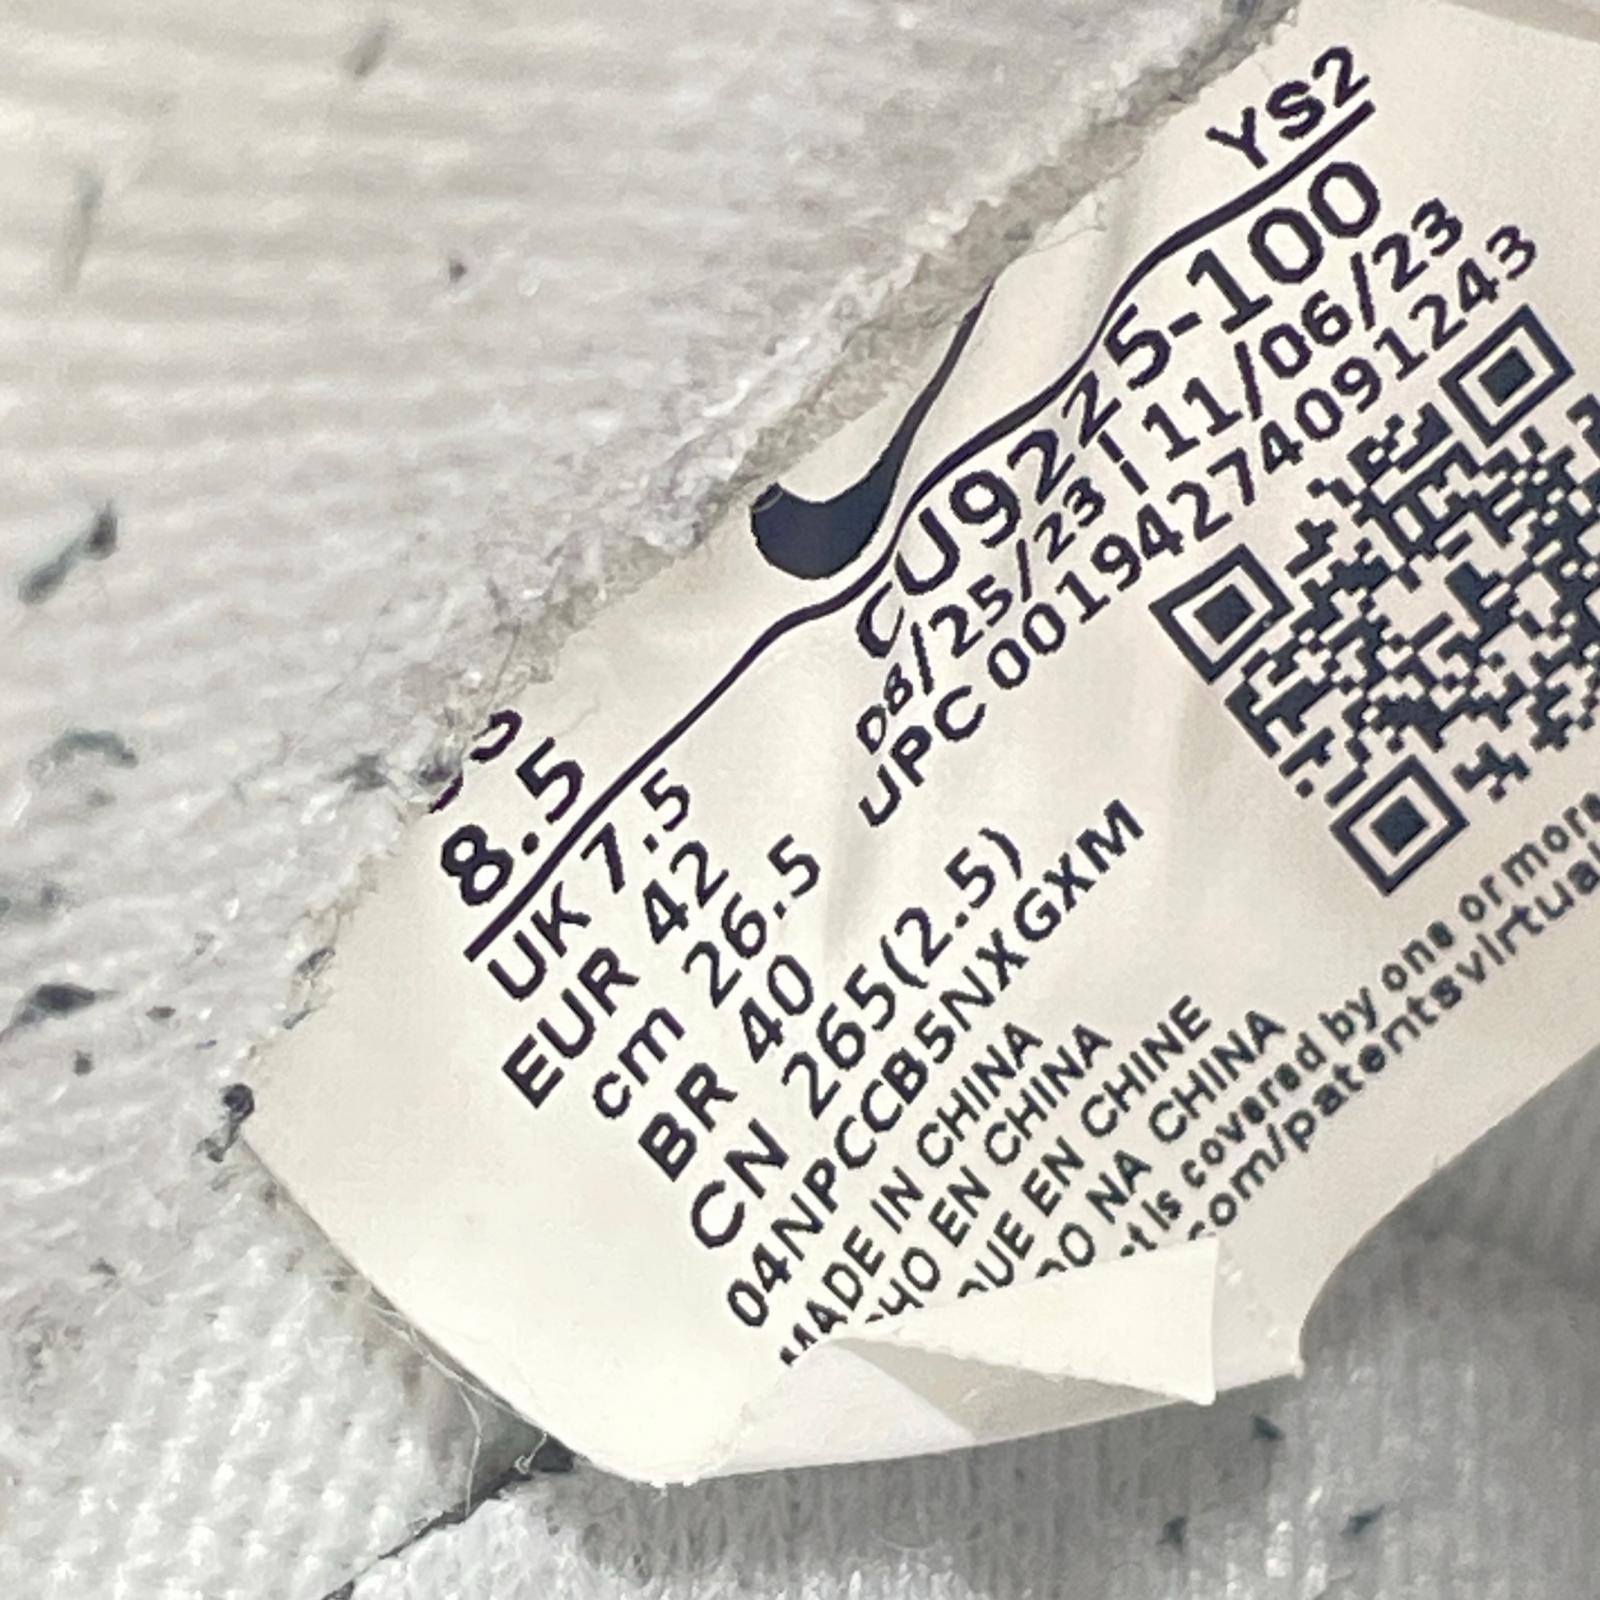 YS2
8.5
UK 7.5
EUR 42
cm 26.5
BR 40
CN 265(2.5)
CU9225-100
08/25/23 | 11/06/23
UPC 00194274091243
04NPCCB5NXGXM
MADE IN CHINA
EN CHINA
EN CHINE
NA CHINA
is covered by one or more
com/patentsvirtual